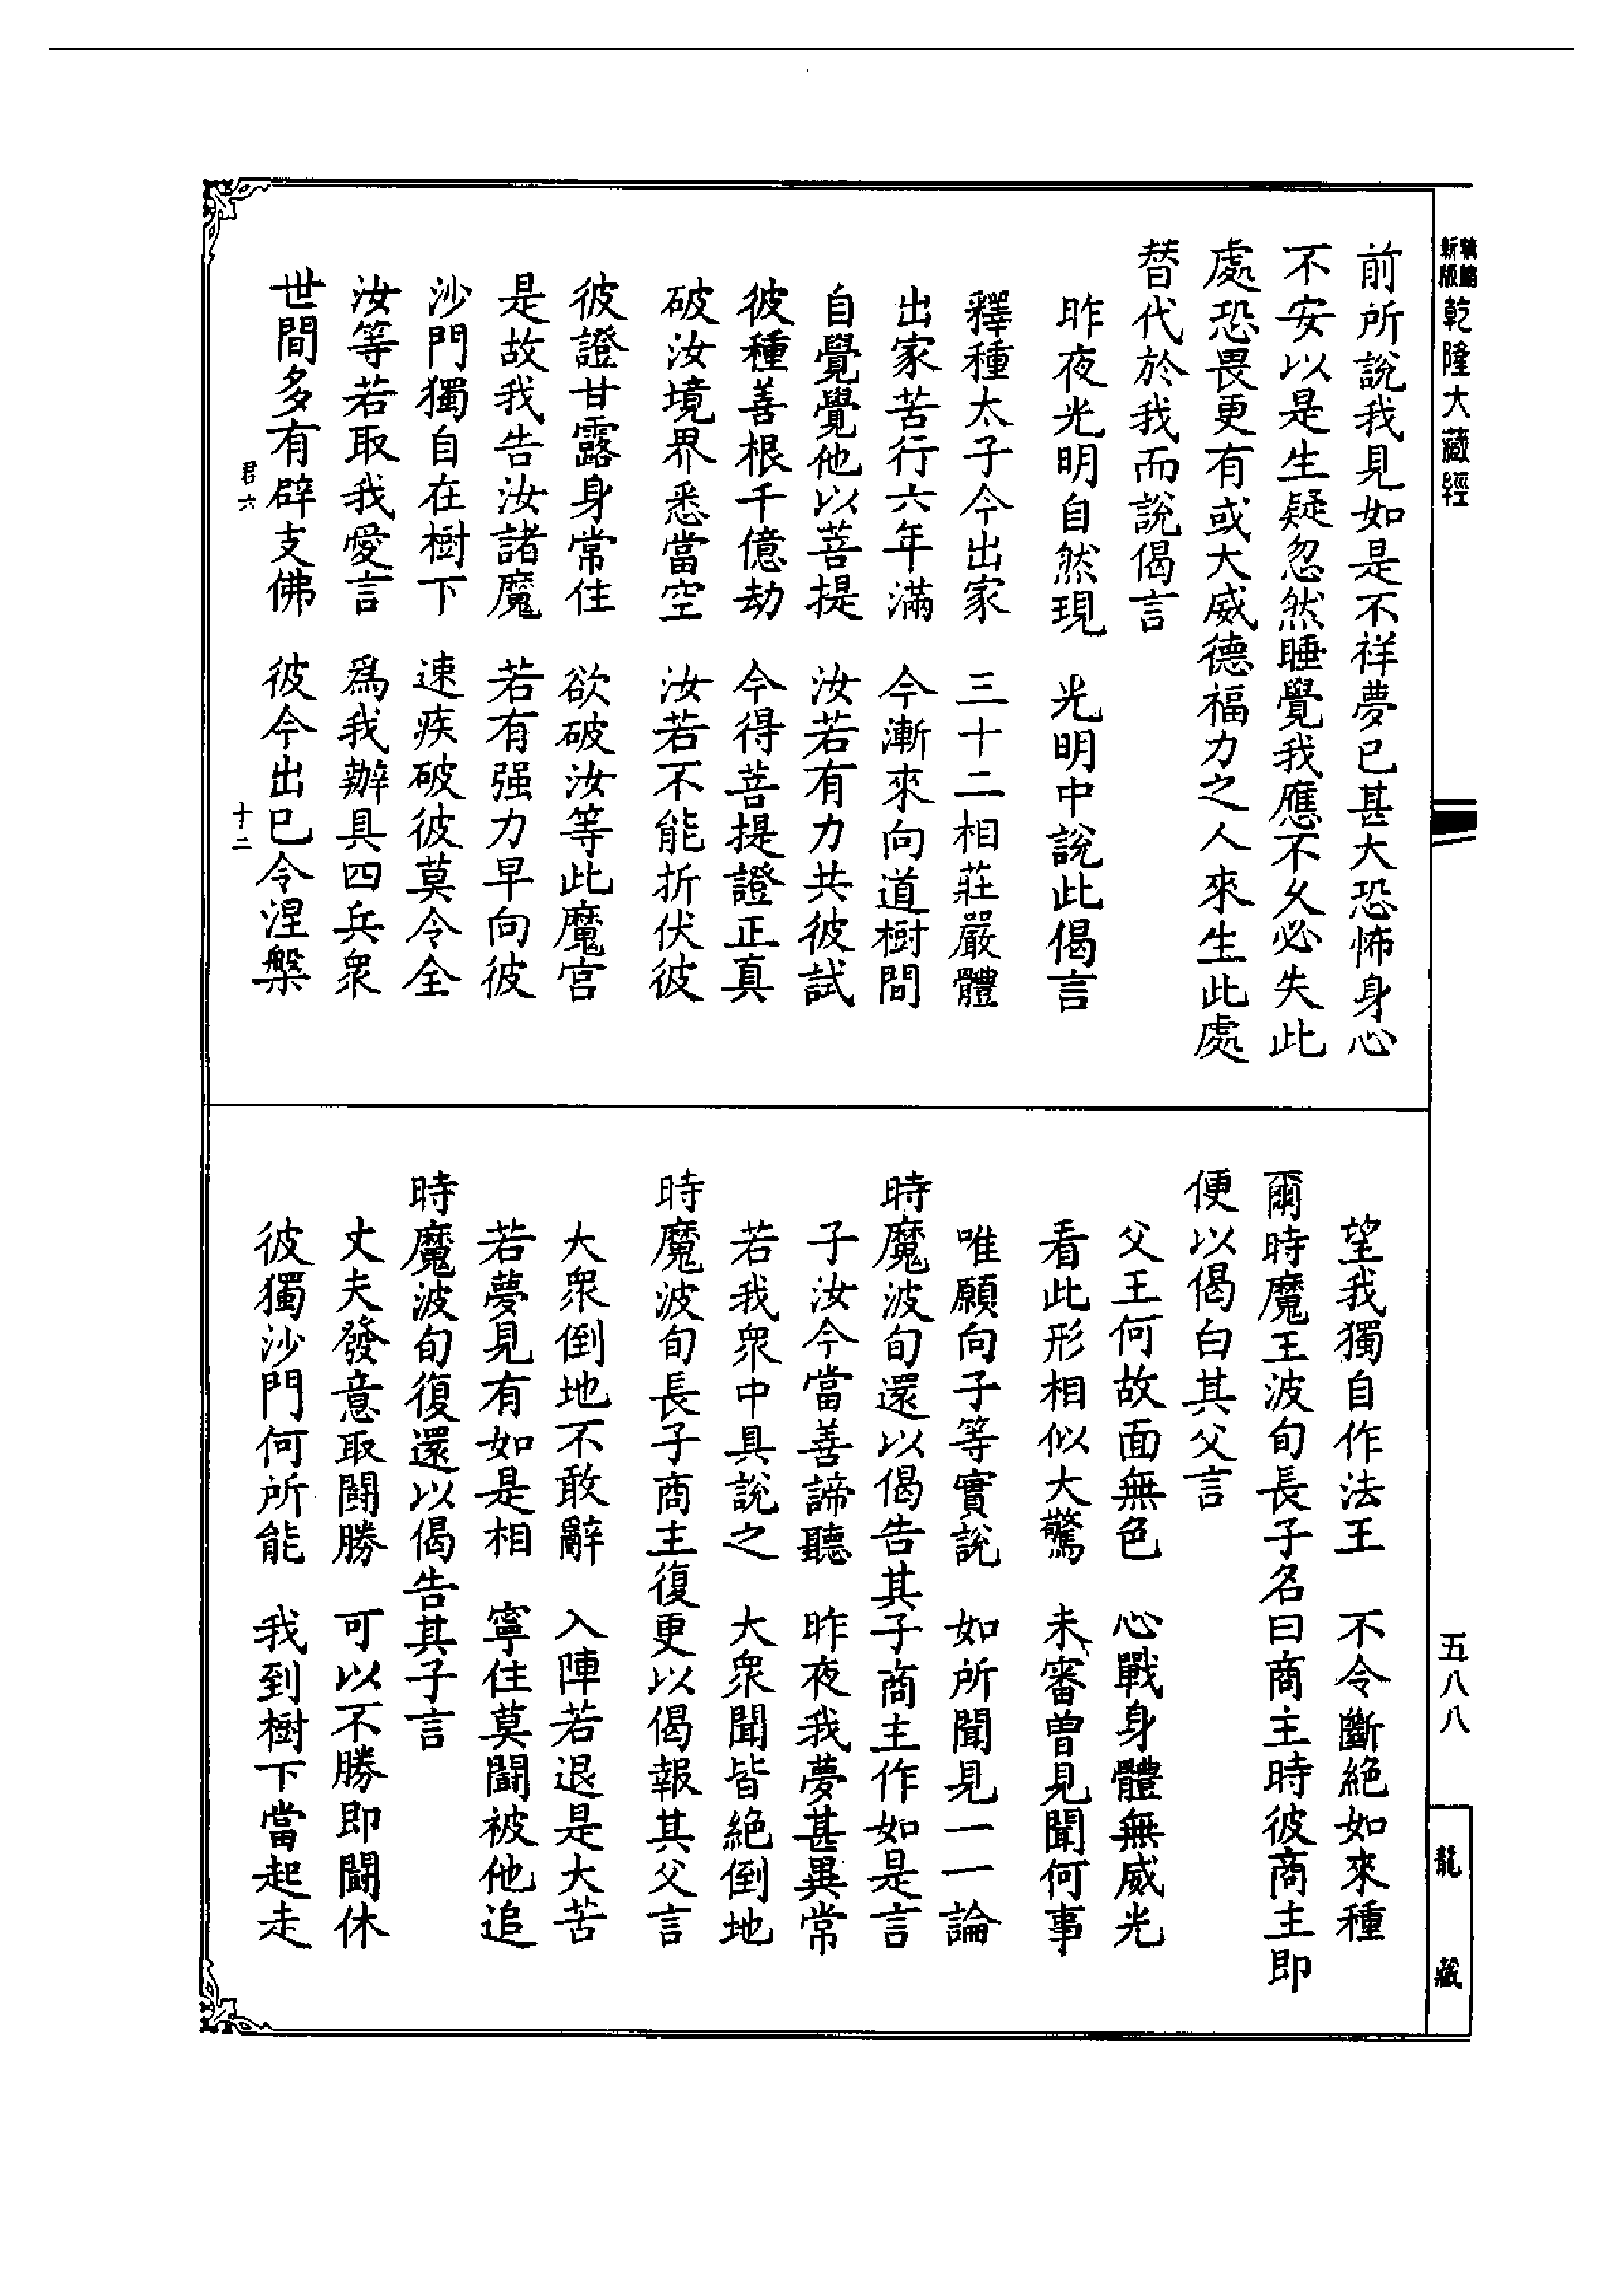 乾隆大藏經
前所說我見如是不祥夢已甚大恐怖身心
不安以是生疑忽然睡覺我應不久必失此
處恐畏更有或大威德福力之人來生此處
替代於我而說偈言
昨夜光明自然現　光明中說此偈言
釋種太子今出家　三十二相莊嚴體
出家苦行六年滿　今漸來向道樹間
自覺覺他以菩提　汝若有力共彼試
彼種善根千億劫　今得菩提證正真
破汝境界悉當空　汝若不能折伏彼
彼證甘露身常住　欲破汝等此魔宮
是故我告汝諸魔　若有强力早向彼
沙門獨自在樹下　速疾破彼莫令全
汝等若取我愛言　爲我辦具四兵衆
世間多有辟支佛　彼今出已令涅槃
君六　十二
望我獨自作法王　不令斷絶如來種
爾時魔王波旬長子名曰商主時彼商主即
便以偈白其父言
父王何故面無色　心戰身體無威光
看此形相似大驚　未審曾見聞何事
唯願向子等實說　如所聞見一一論
時魔波旬還以偈告其子商主作如是言
子汝今當善諦聽　昨夜我夢甚異常
若我衆中具說之　大衆聞皆絶倒地
時魔波旬長子商主復更以偈報其父言
大衆倒地不敢辭　入陣若退是大苦
若夢見有如是相　寧住莫鬪被他追
時魔波旬復還以偈告其子言
丈夫發意取鬪勝　可以不勝即鬪休
彼獨沙門何所能　我到樹下當起走
五八八
龍藏